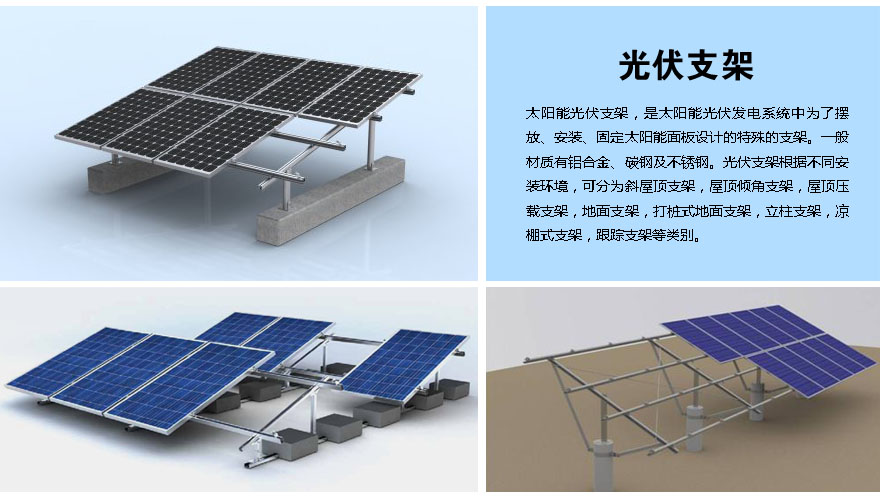 光伏支架
太阳能光伏支架，是太阳能光伏发电系统中为了摆
放、安装、固定太阳能面板设计的特殊的支架。一般
材质有铝合金、碳钢及不锈钢。光伏支架根据不同安
装环境，可分为斜屋顶支架，屋顶倾角支架，屋顶压
载支架，地面支架，打桩式地面支架，立柱支架，凉
棚式支架，跟踪支架等类别。